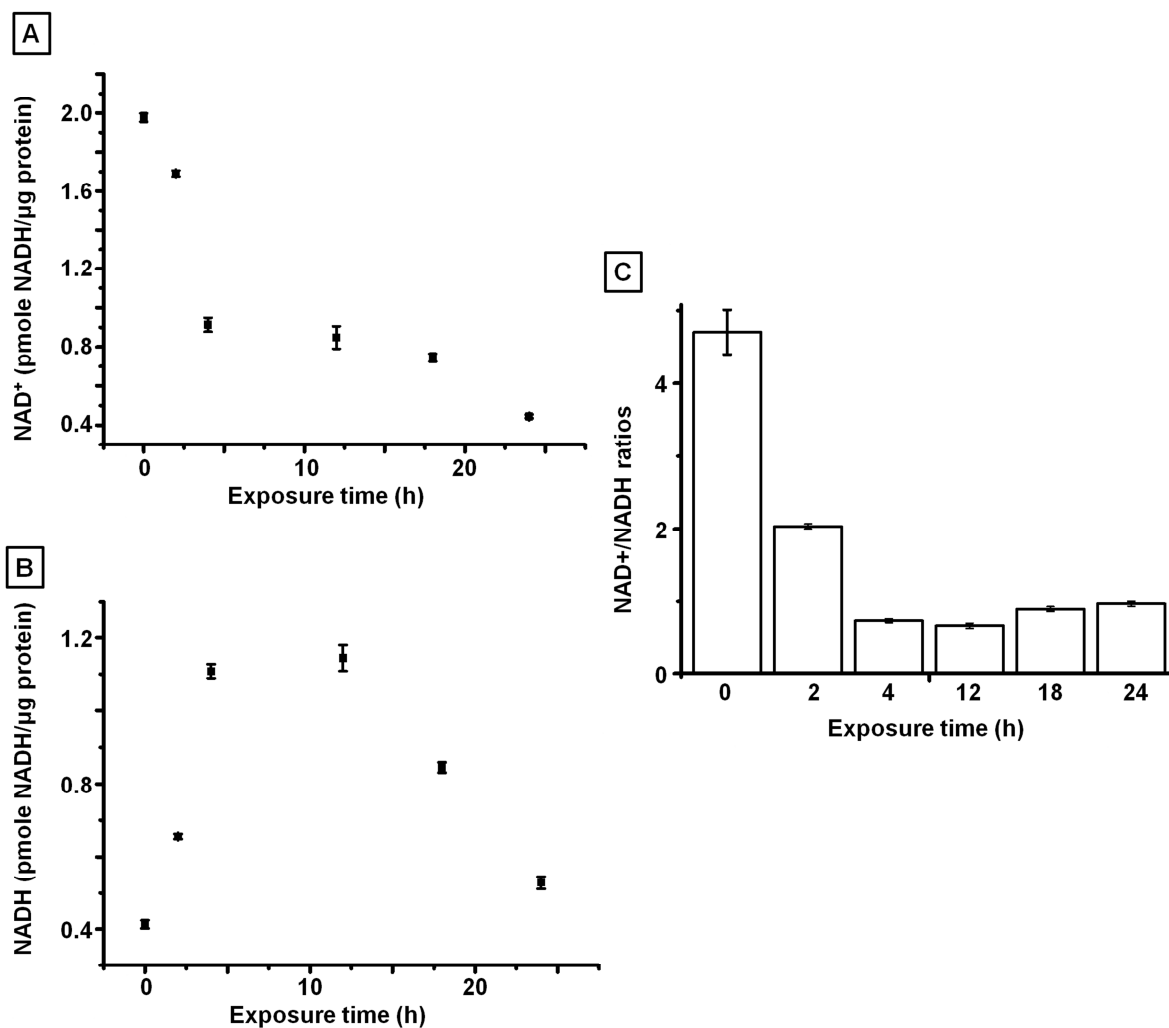 A
NAD⁺ (pmole NADH/µg protein)
2.0
1.6
1.2
0.8
0.4
0 10 20
Exposure time (h)
B
NADH (pmole NADH/µg protein)
1.2
0.8
0.4
0 10 20
Exposure time (h)
C
NAD+/NADH ratios
4
2
0
0 2 4 12 18 24
Exposure time (h)